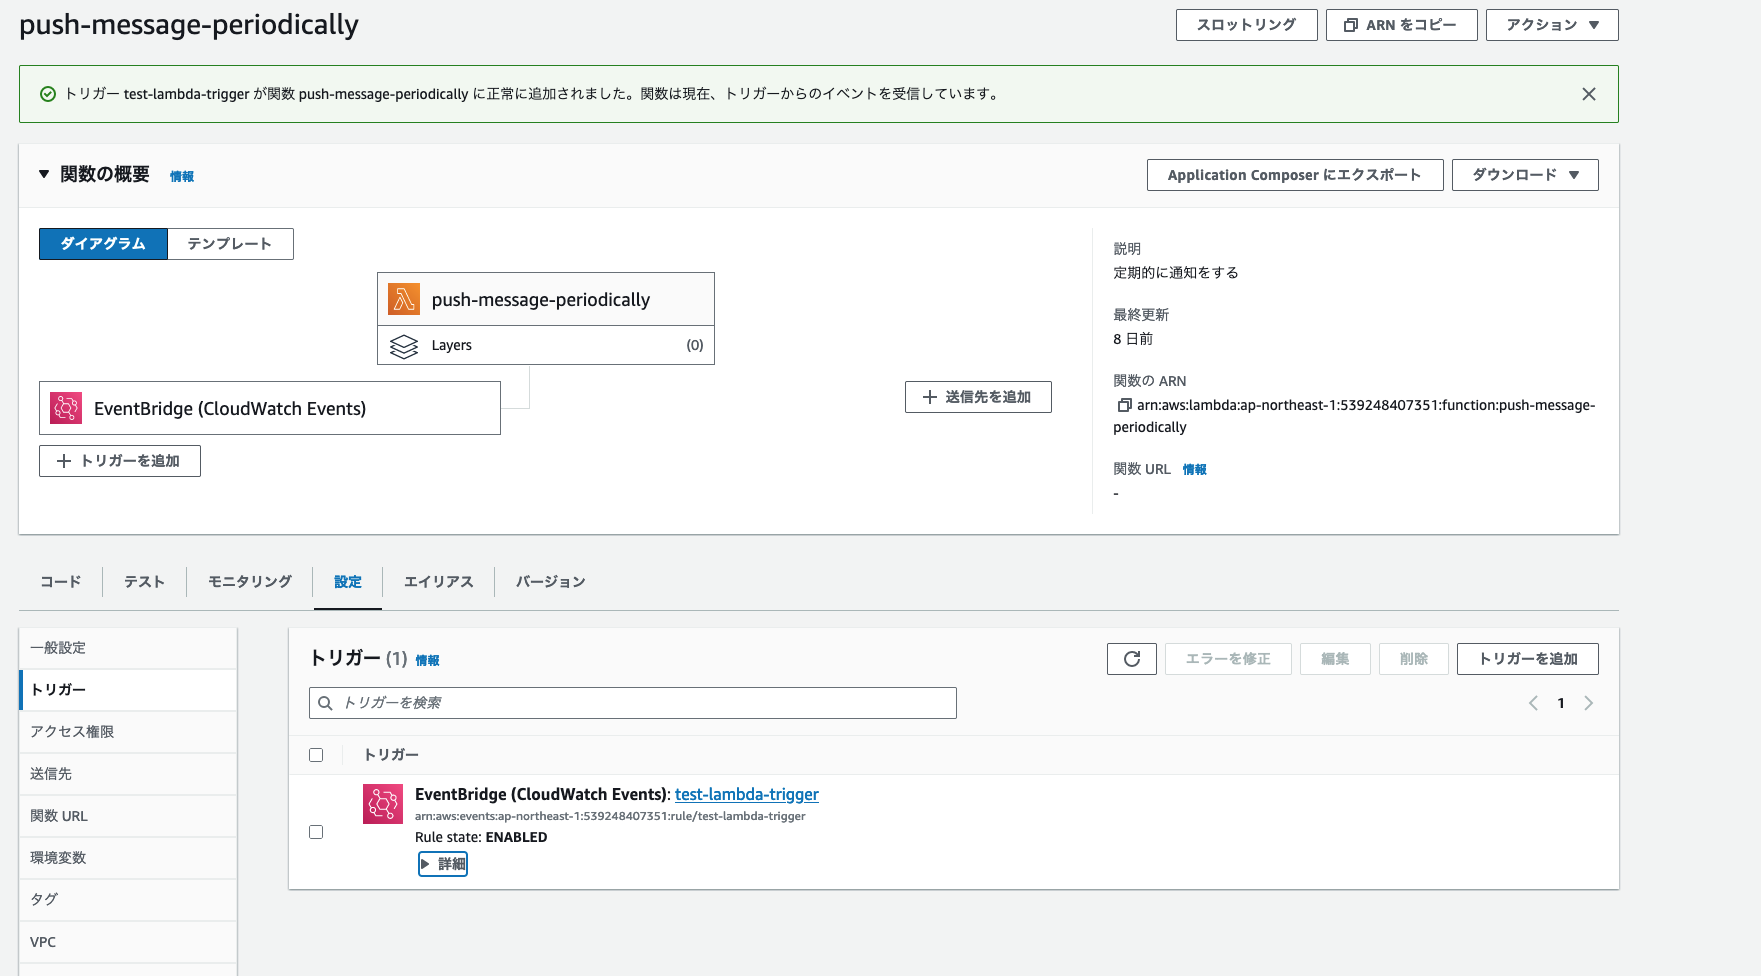 push-message-periodically
スロットリング
ARN をコピー
アクション
トリガー test-lambda-trigger が関数 push-message-periodically に正常に追加されました。関数は現在、トリガーからのイベントを受信しています。
関数の概要 情報
Application Composer にエクスポート
ダウンロード
ダイアグラム
テンプレート
push-message-periodically
Layers (0)
EventBridge (CloudWatch Events)
トリガーを追加
送信先を追加
説明
定期的に通知をする
最終更新
8 日前
関数の ARN
arn:aws:lambda:ap-northeast-1:539248407351:function:push-message-
periodically
関数 URL 情報
-
コード
テスト
モニタリング
設定
エイリアス
バージョン
一般設定
トリガー
アクセス権限
送信先
関数 URL
環境変数
タグ
VPC
トリガー (1) 情報
エラーを修正
編集
削除
トリガーを追加
トリガーを検索
1
トリガー
EventBridge (CloudWatch Events): test-lambda-trigger
arn:aws:events:ap-northeast-1:539248407351:rule/test-lambda-trigger
Rule state: ENABLED
詳細